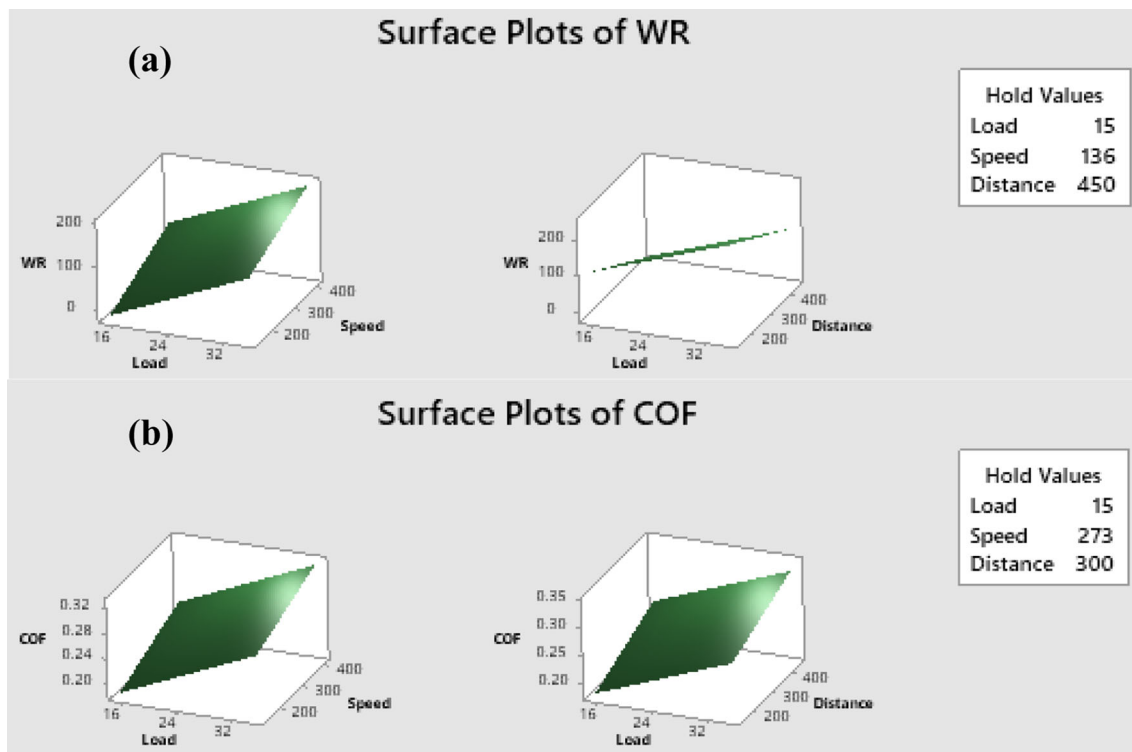 Surface Plots of WR
(a)
Hold Values
Load 15
Speed 136
Distance 450
200
100
0
WR
16
24
32
Load
200
300
400
Speed
200
100
0
WR
16
24
32
Load
200
300
400
Distance
Surface Plots of COF
(b)
Hold Values
Load 15
Speed 273
Distance 300
0.32
0.28
0.24
0.20
COF
16
24
32
Load
200
300
400
Speed
0.35
0.30
0.25
0.20
COF
16
24
32
Load
200
300
400
Distance